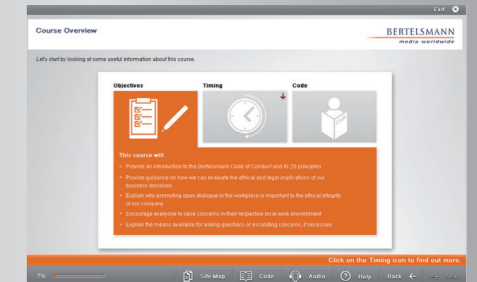 Exit
Course Overview
BERTELSMANN
media worldwide
Let's start by looking at some useful information about this course.
Objectives Timing Code
This course will:
Provide an introduction to the Bertelsmann Code of Conduct and its 20 principles
Provide guidance on how we can evaluate the ethical and legal implications of our
business decisions
Explain why promoting open dialogue in the workplace is important to the ethical integrity
of our company
Encourage everyone to raise concerns in their respective local work environment
Explain the means available for asking questions or escalating concerns, if necessary
Click on the Timing icon to find out more.
7% Site Map Code Audio Help Back Next